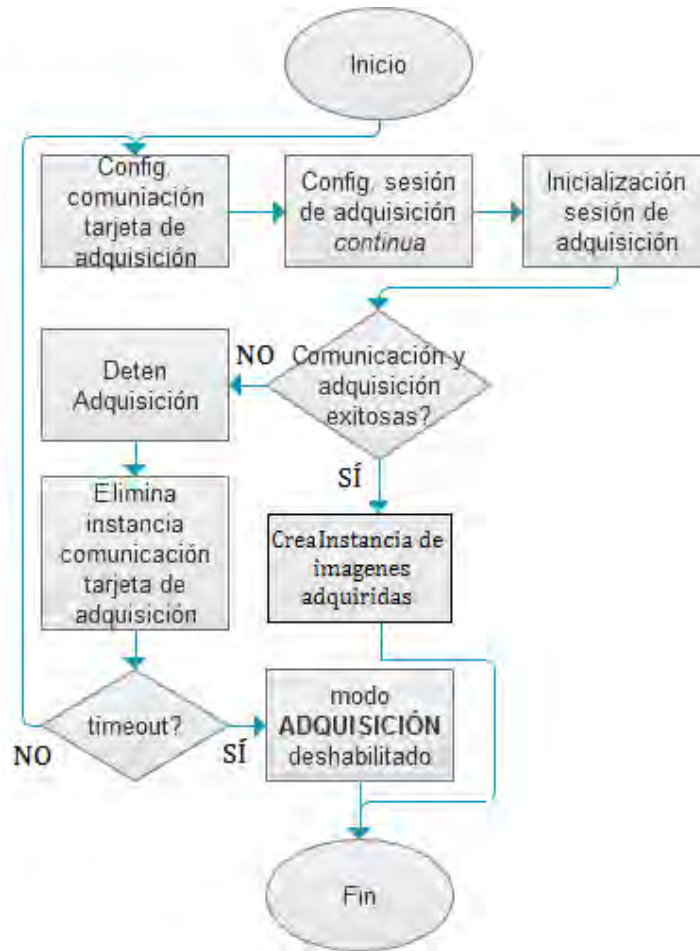 Inicio
Config.
comuniación
tarjeta de
adquisición
Config. sesión
de adquisición
continua
Inicialización
sesión de
adquisición
Comunicación y
adquisición
exitosas?
NO
Deten
Adquisición
SÍ
Elimina
instancia
comunicación
tarjeta de
adquisición
CreaInstancia de
imagenes
adquiridas
timeout?
NO
SÍ
modo
ADQUISICIÓN
deshabilitado
Fin